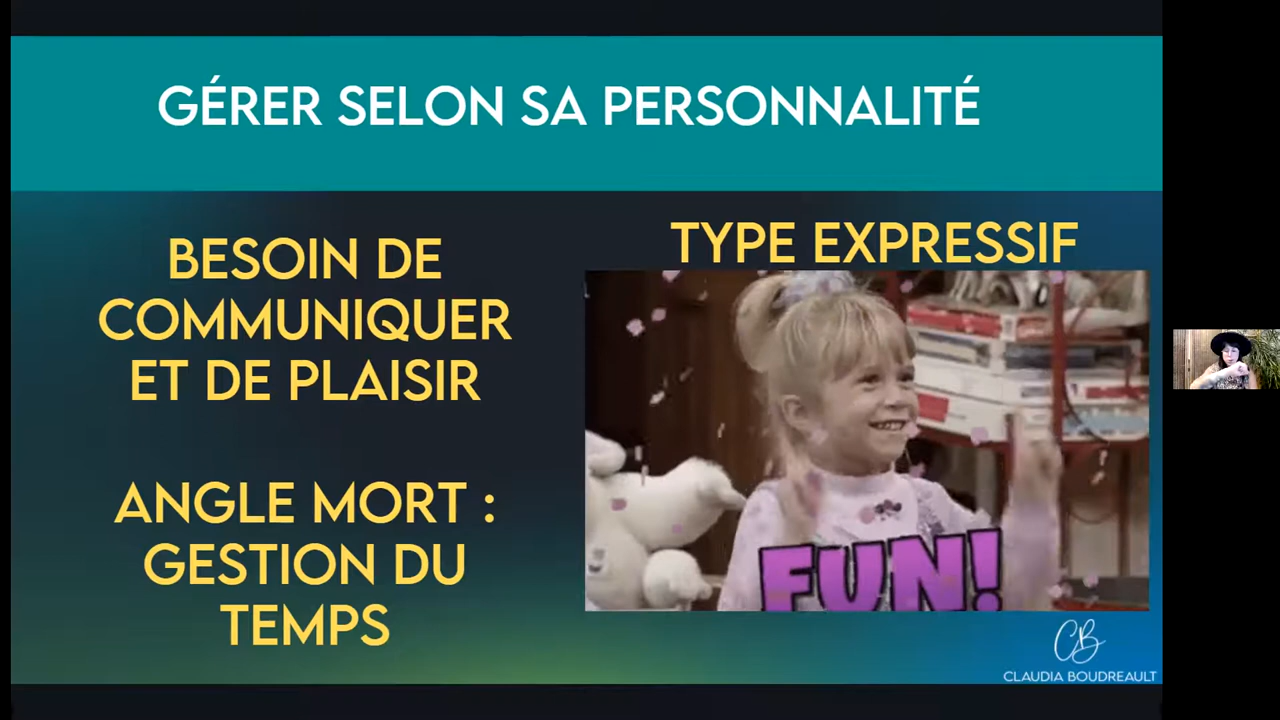 GÉRER SELON SA PERSONNALITÉ
BESOIN DE
COMMUNIQUER
ET DE PLAISIR
ANGLE MORT :
GESTION DU
TEMPS
TYPE EXPRESSIF
FUN!
CB
CLAUDIA BOUDREAULT